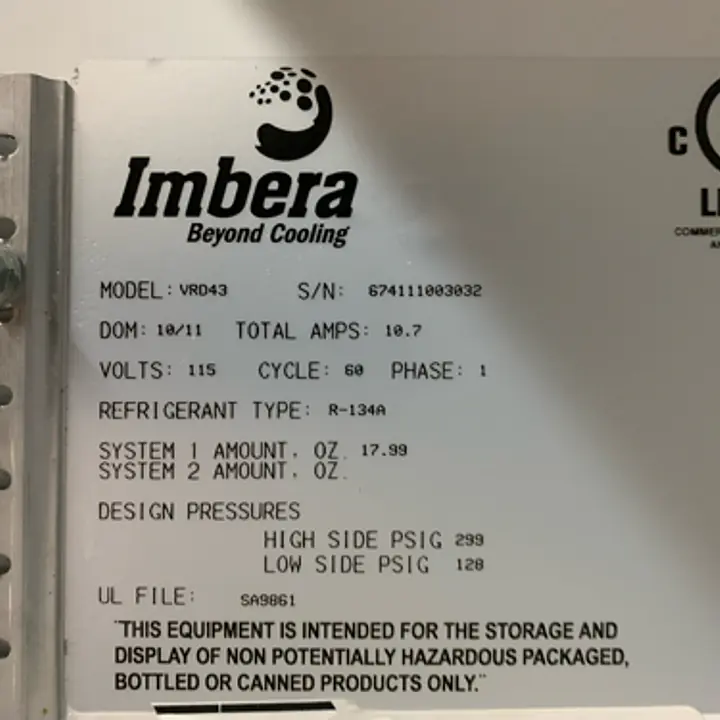 Imbera
Beyond Cooling
C
MODEL: VRD43 S/N: 674111003032
DOM: 10/11 TOTAL AMPS: 10.7
VOLTS: 115 CYCLE: 60 PHASE: 1
REFRIGERANT TYPE: R-134A
SYSTEM 1 AMOUNT. OZ. 17.99
SYSTEM 2 AMOUNT. OZ.
DESIGN PRESSURES
HIGH SIDE PSIG 299
LOW SIDE PSIG 128
UL FILE: SA9861
"THIS EQUIPMENT IS INTENDED FOR THE STORAGE AND
DISPLAY OF NON POTENTIALLY HAZARDOUS PACKAGED,
BOTTLED OR CANNED PRODUCTS ONLY."